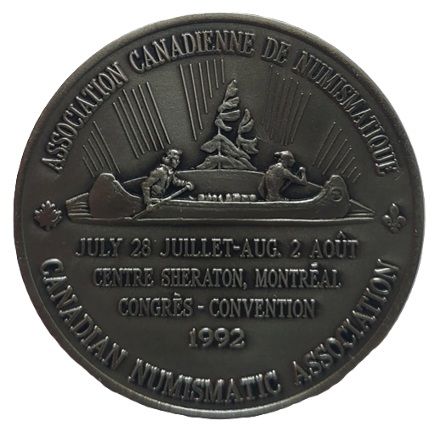 ASSOCIATION CANADIENNE DE NUMISMATIQUE
JULY 28 JUILLET-AUG. 2 AOÛT
CENTRE SHERATON, MONTRÉAL
CONGRÈS - CONVENTION
1992
CANADIAN NUMISMATIC ASSOCIATION